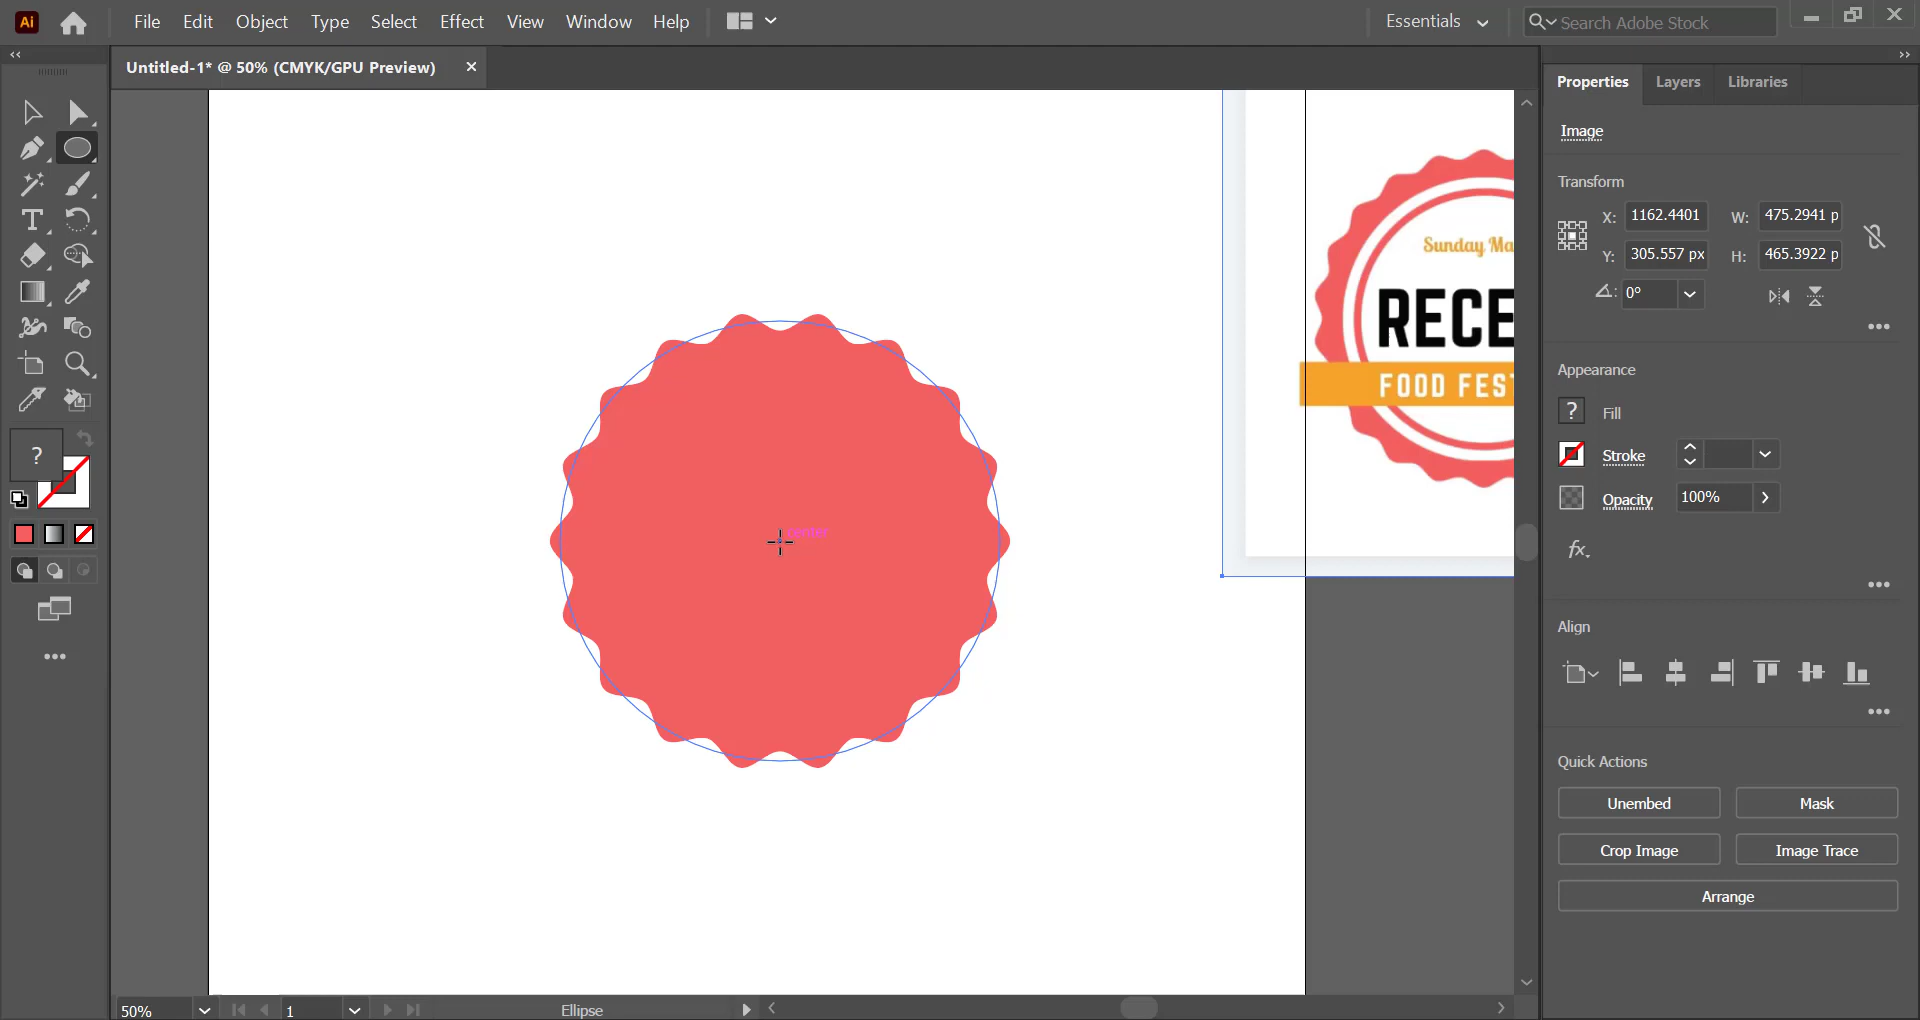 Ai File Edit Object Type Select Effect View Window Help Essentials Search Adobe Stock
Untitled-1* @ 50% (CMYK/GPU Preview)
Properties Layers Libraries
Image
Transform
X: 1162.4401 W: 475.2941 p
Y: 305.557 px H: 465.3922 p
0°
Appearance
? Fill
Stroke
Opacity 100%
fx.
Align
Quick Actions
Unembed Mask
Crop Image Image Trace
Arrange
?
center
Sunday Ma
RECE
FOOD FEST
50% 1 Ellipse